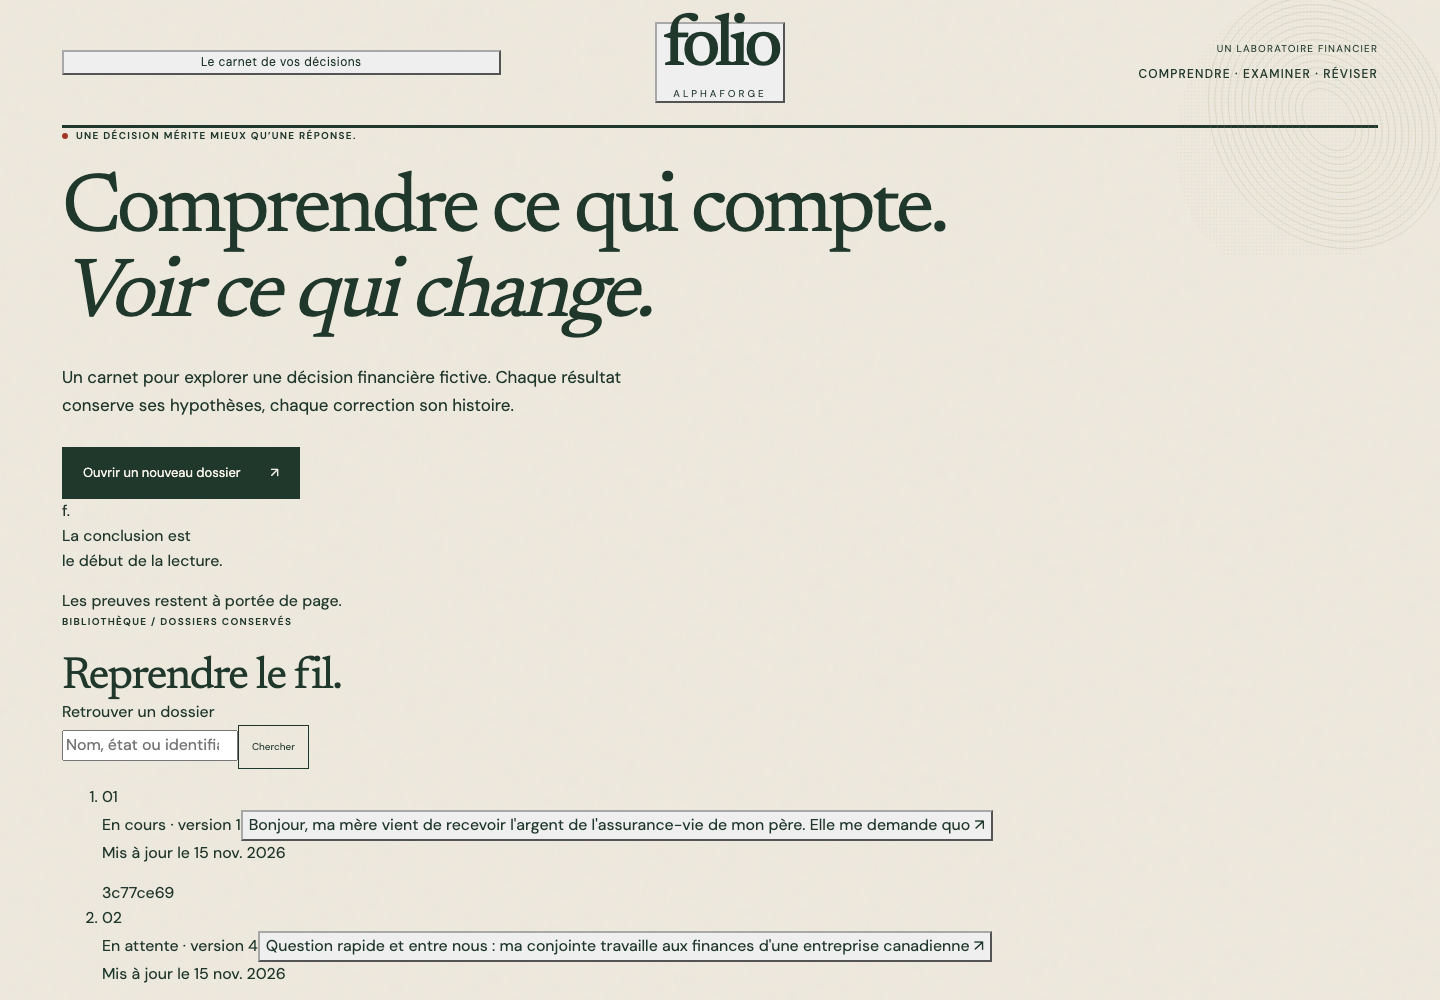 Le carnet de vos décisions
folio
ALPHAFORGE
UN LABORATOIRE FINANCIER
COMPRENDRE · EXAMINER · RÉVISER
UNE DÉCISION MÉRITE MIEUX QU'UNE RÉPONSE.
Comprendre ce qui compte.
Voir ce qui change.
Un carnet pour explorer une décision financière fictive. Chaque résultat
conserve ses hypothèses, chaque correction son histoire.
Ouvrir un nouveau dossier ↗
f.
La conclusion est
le début de la lecture.
Les preuves restent à portée de page.
BIBLIOTHÈQUE / DOSSIERS CONSERVÉS
Reprendre le fil.
Retrouver un dossier
Nom, état ou identifi
Chercher
1. 01
En cours · version 1 Bonjour, ma mère vient de recevoir l'argent de l'assurance-vie de mon père. Elle me demande quo ↗
Mis à jour le 15 nov. 2026
3c77ce69
2. 02
En attente · version 4 Question rapide et entre nous : ma conjointe travaille aux finances d'une entreprise canadienne ↗
Mis à jour le 15 nov. 2026